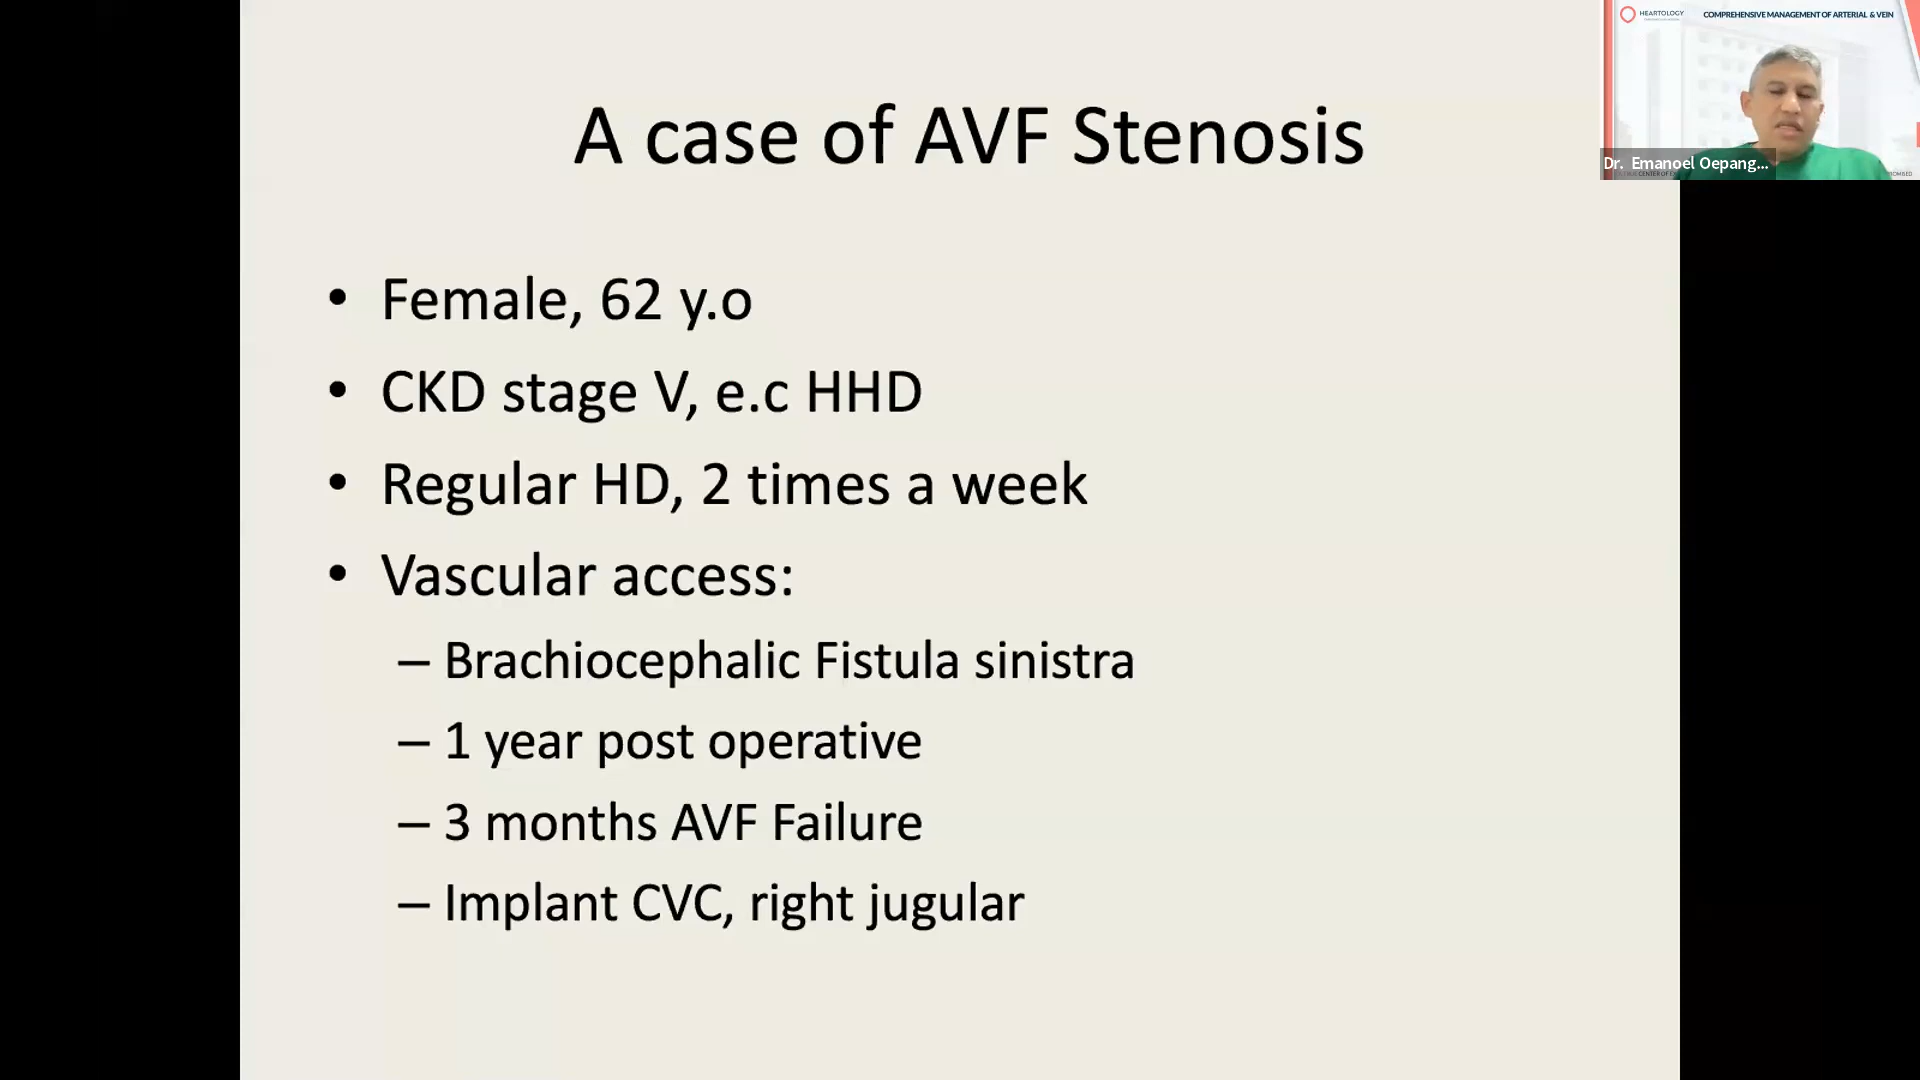 HEARTOLOGY
COMPREHENSIVE MANAGEMENT OF ARTERIAL & VEIN
Dr. Emanoel Oepang...
A case of AVF Stenosis
• Female, 62 y.o
• CKD stage V, e.c HHD
• Regular HD, 2 times a week
• Vascular access:
– Brachiocephalic Fistula sinistra
– 1 year post operative
– 3 months AVF Failure
– Implant CVC, right jugular